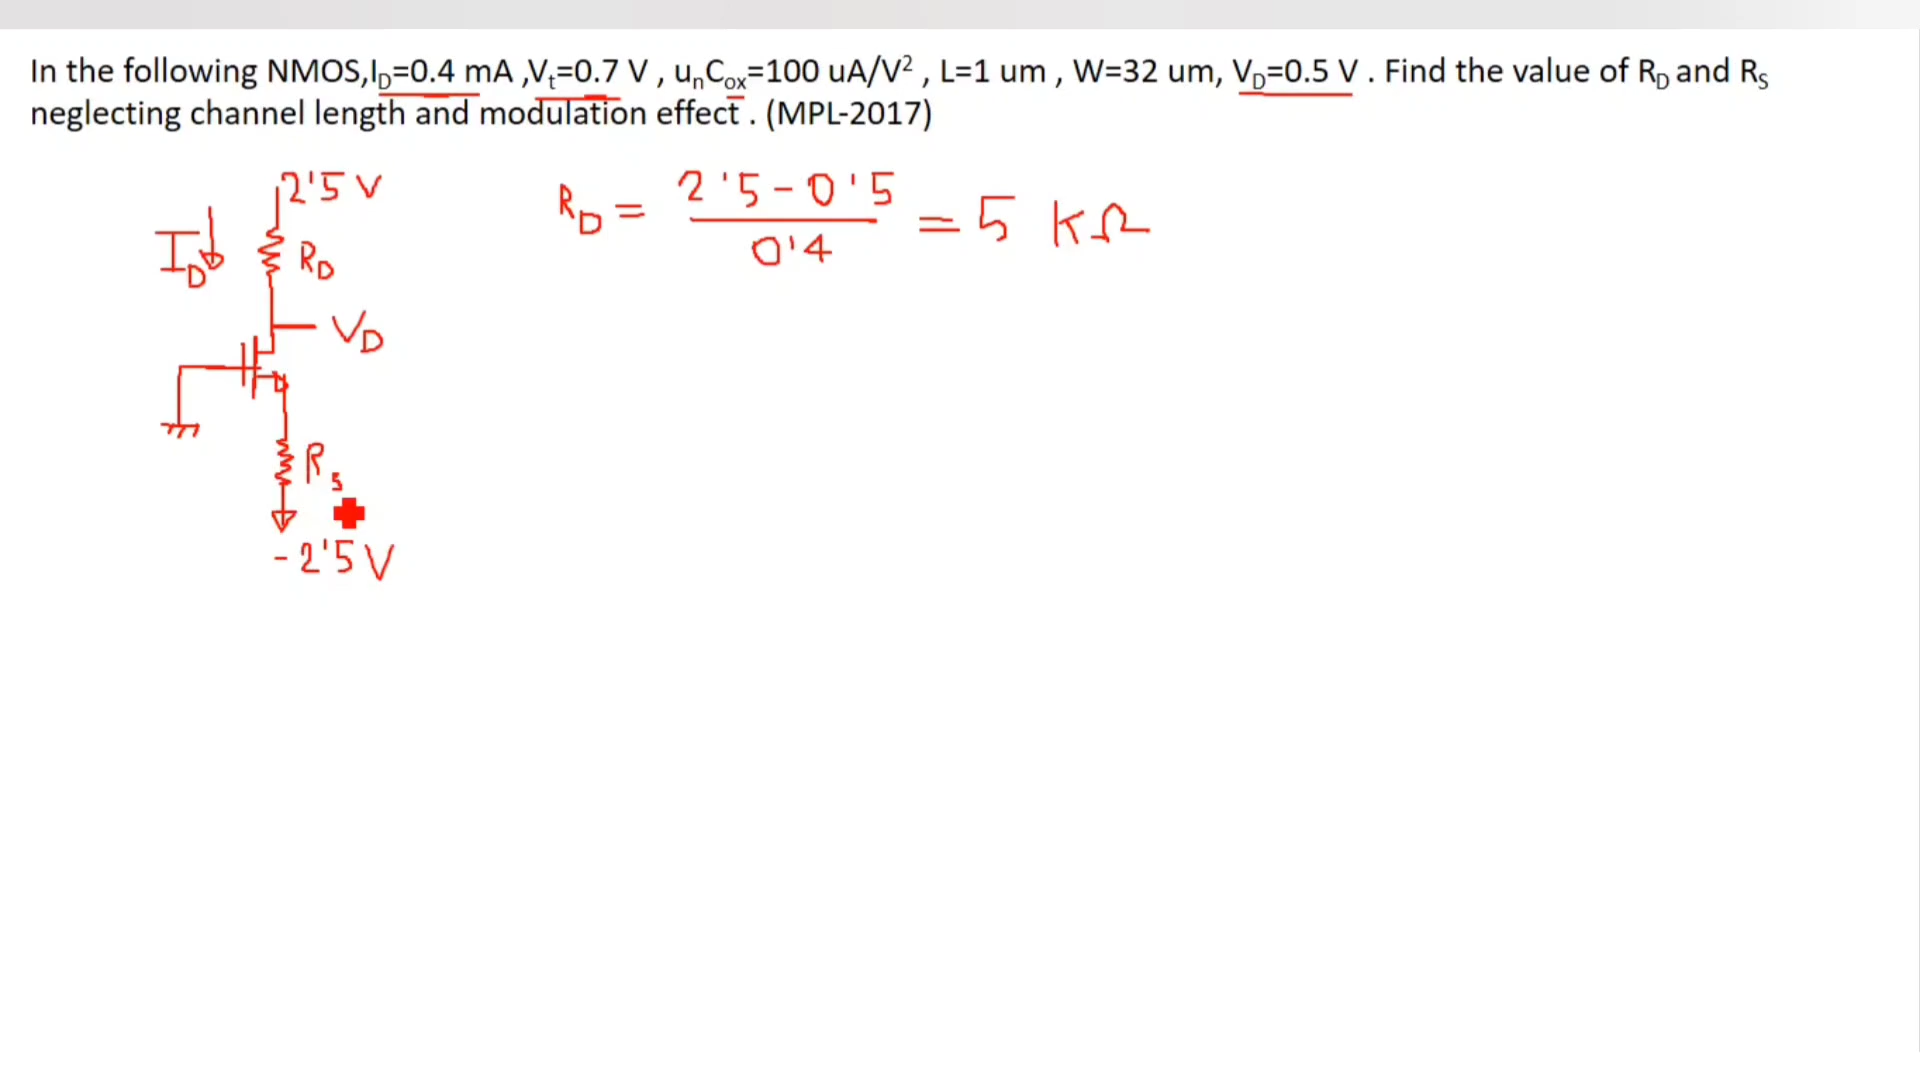 In the following NMOS,I_D=0.4 mA ,V_t=0.7 V , u_nC_ox=100 uA/V² , L=1 um , W=32 um, V_D=0.5 V . Find the value of R_D and R_S
neglecting channel length and modulation effect . (MPL-2017)
2'5 V
R_D = 2'5 - 0'5 / 0'4 = 5 KΩ
I_D
R_D
V_D
R_s
-2'5 V